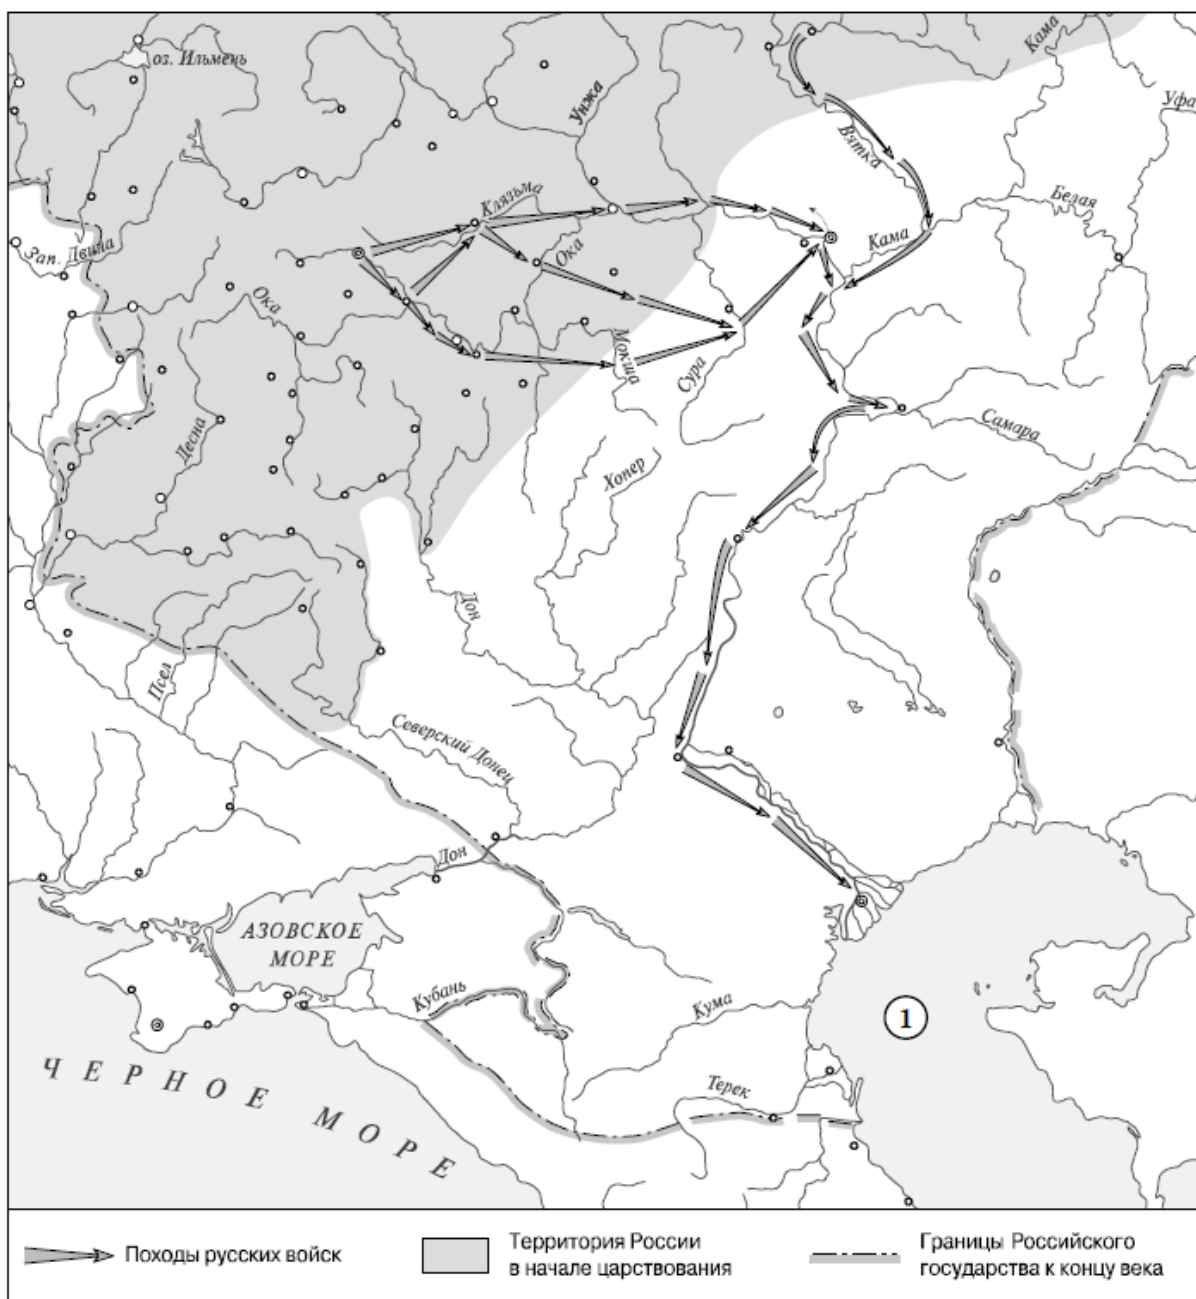 оз. Ильмень
Кама
Унжа
Уфа
Вятка
Клязьма
Белая
Зап. Двина
Ока
Кама
Ока
Мокша
Сура
Десна
Самара
Хопер
Дон
Псел
Северский Донец
Дон
АЗОВСКОЕ
МОРЕ
Кубань
Кума
1
Терек
ЧЕРНОЕ МОРЕ
Походы русских войск
Территория России
в начале царствования
Границы Российского
государства к концу века